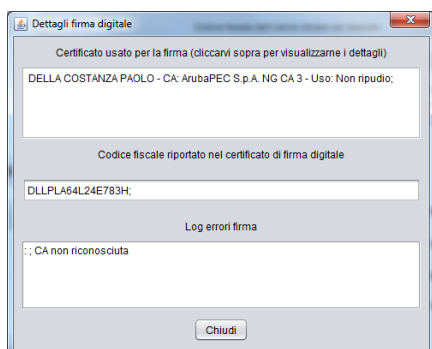 Dettagli firma digitale
Certificato usato per la firma (cliccarvi sopra per visualizzarne i dettagli)
DELLA COSTANZA PAOLO - CA: ArubaPEC S.p.A. NG CA 3 - Uso: Non ripudio;
Codice fiscale riportato nel certificato di firma digitale
DLLPLA64L24E783H;
Log errori firma
: ; CA non riconosciuta
Chiudi